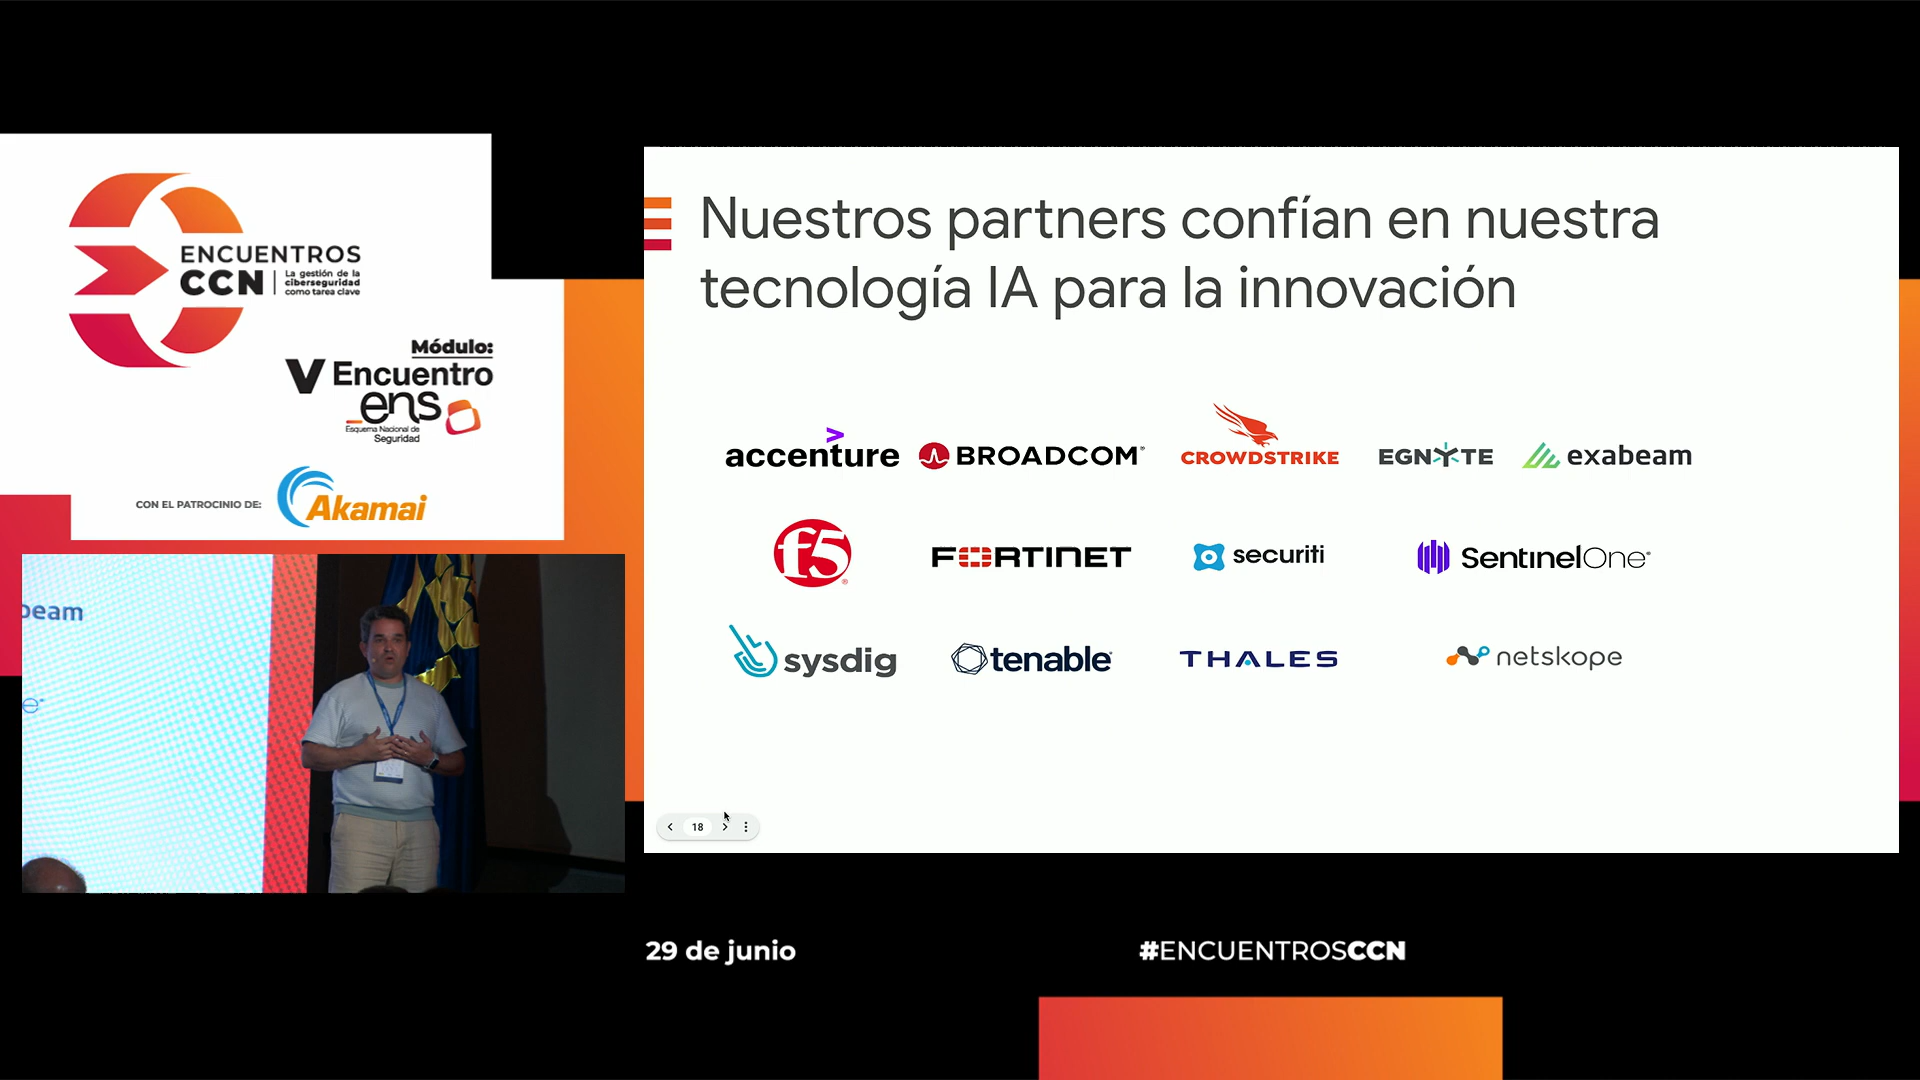 ENCUENTROS
CCN
La gestión de la
ciberseguridad
como tarea clave
Módulo:
V Encuentro
ens
Esquema Nacional de
Seguridad
CON EL PATROCINIO DE:
Akamai
Nuestros partners confían en nuestra
tecnología IA para la innovación
accenture BROADCOM® CROWDSTRIKE EGNYTE exabeam
f5® FORTINET securiti SentinelOne®
sysdig tenable® THALES netskope
18
beam
e®
29 de junio
#ENCUENTROSCCN